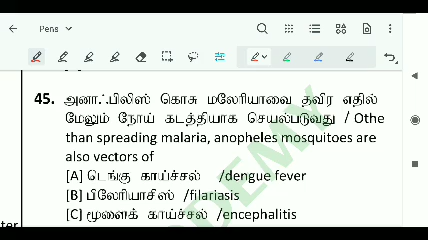 Pens
45. அனாஃபிலிஸ் கொசு மலேரியாவை தவிர எதில்
மேலும் நோய் கடத்தியாக செயல்படுவது / Othe
than spreading malaria, anopheles mosquitoes are
also vectors of
[A] டெங்கு காய்ச்சல் /dengue fever
[B] பிலேரியாசிஸ் /filariasis
ter
[C] மூளைக் காய்ச்சல் /encephalitis